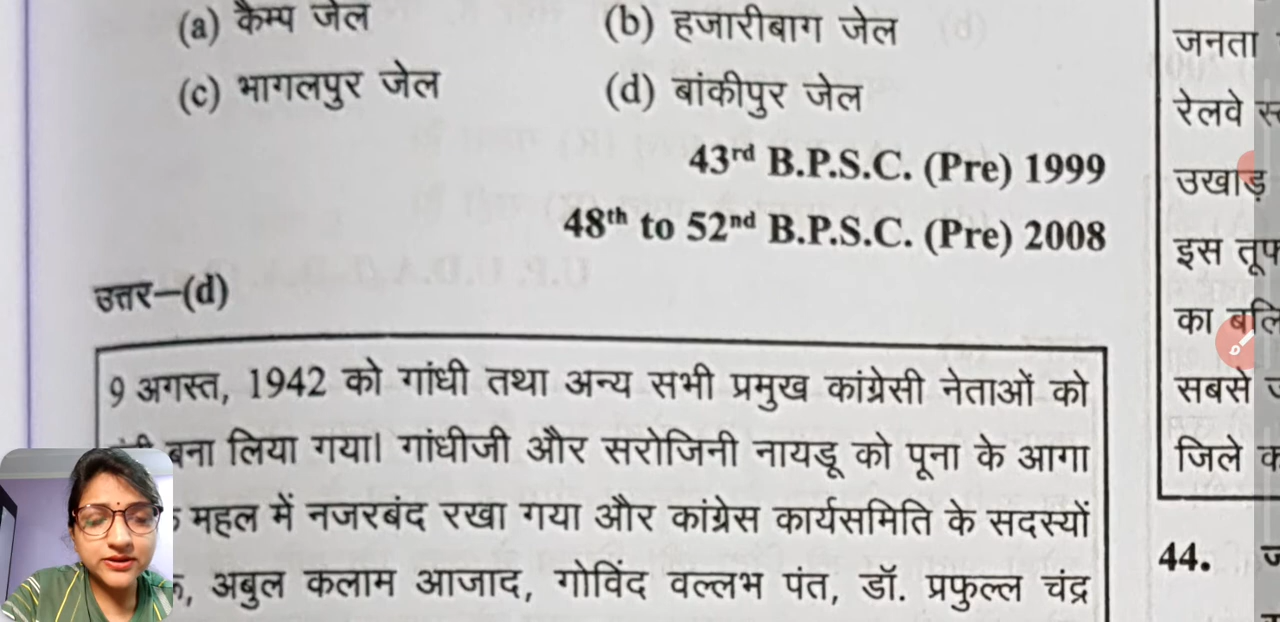 (a) कैम्प जेल (b) हजारीबाग जेल
(c) भागलपुर जेल (d) बांकीपुर जेल
43rd B.P.S.C. (Pre) 1999
48th to 52nd B.P.S.C. (Pre) 2008
उत्तर–(d)
9 अगस्त, 1942 को गांधी तथा अन्य सभी प्रमुख कांग्रेसी नेताओं को
बना लिया गया। गांधीजी और सरोजिनी नायडू को पूना के आगा
महल में नजरबंद रखा गया और कांग्रेस कार्यसमिति के सदस्यों
अबुल कलाम आजाद, गोविंद वल्लभ पंत, डॉ. प्रफुल्ल चंद्र
जनता
रेलवे
उखाड़
इस
का
सबसे
जिले
44.